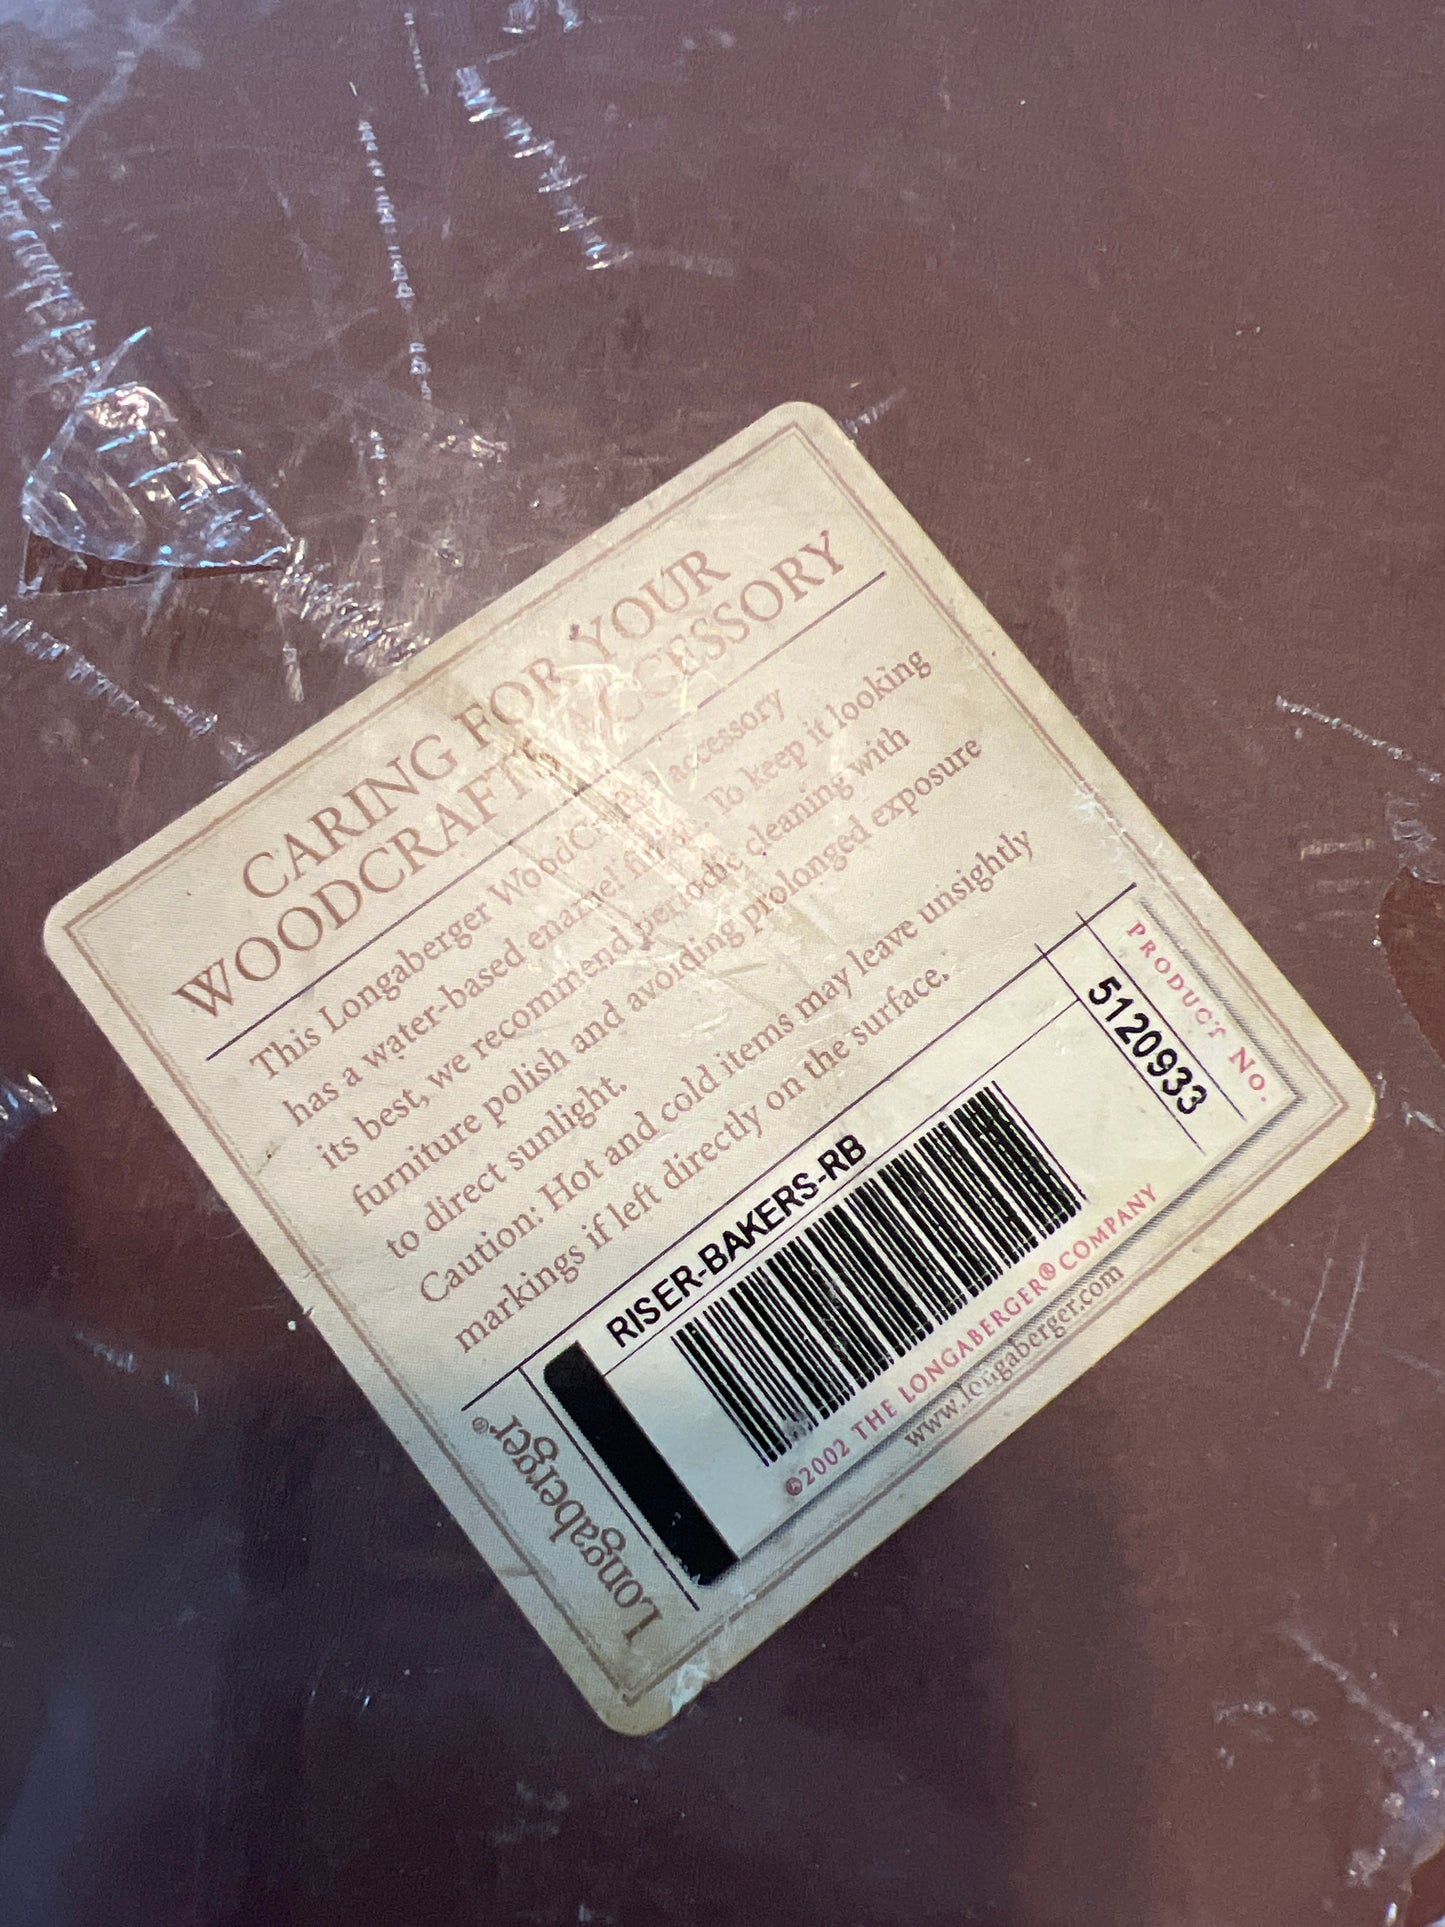 CARING FOR YOUR
WOODCRAFTS ACCESSORY
This Longaberger WoodCrafts accessory
has a water-based enamel finish. To keep it looking
its best, we recommend periodic cleaning with
furniture polish and avoiding prolonged exposure
to direct sunlight.
Caution: Hot and cold items may leave unsightly
markings if left directly on the surface.
PRODUCT NO.
5120933
RISER-BAKERS-RB
©2002 THE LONGABERGER® COMPANY
www.longaberger.com
Longaberger®